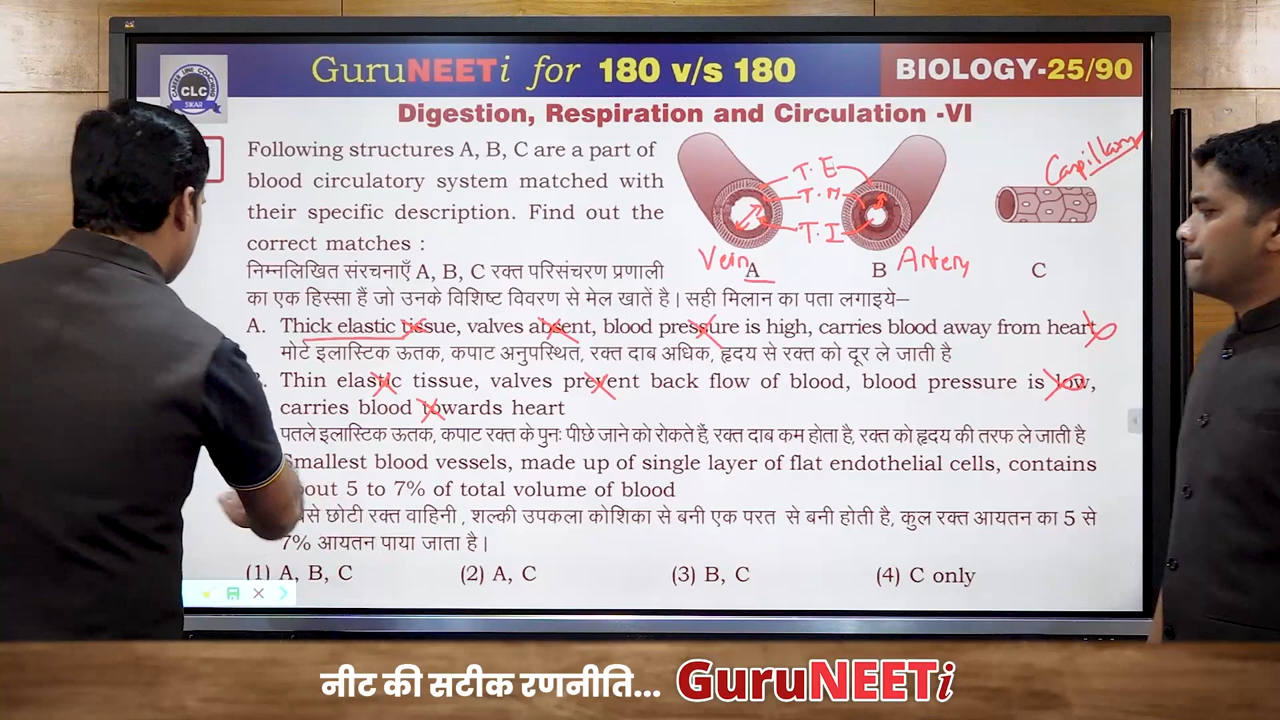 CAREER LINE COACHING
CLC
SIKAR
GuruNEETi for 180 v/s 180
BIOLOGY-25/90
Digestion, Respiration and Circulation -VI
Following structures A, B, C are a part of
blood circulatory system matched with
their specific description. Find out the
correct matches :
निम्नलिखित संरचनाएँ A, B, C रक्त परिसंचरण प्रणाली
का एक हिस्सा हैं जो उनके विशिष्ट विवरण से मेल खातें है। सही मिलान का पता लगाइये–
T.E
T.M
T.I
Vein
A
B
Artery
Capillary
C
A. Thick elastic tissue, valves absent, blood pressure is high, carries blood away from heart
मोटे इलास्टिक ऊतक, कपाट अनुपस्थित, रक्त दाब अधिक, हृदय से रक्त को दूर ले जाती है
Thin elastic tissue, valves prevent back flow of blood, blood pressure is low,
carries blood towards heart
पतले इलास्टिक ऊतक, कपाट रक्त के पुनः पीछे जाने को रोकते हैं, रक्त दाब कम होता है, रक्त को हृदय की तरफ ले जाती है
Smallest blood vessels, made up of single layer of flat endothelial cells, contains
5 to 7% of total volume of blood
छोटी रक्त वाहिनी , शल्की उपकला कोशिका से बनी एक परत से बनी होती है, कुल रक्त आयतन का 5 से
7% आयतन पाया जाता है।
(1) A, B, C (2) A, C (3) B, C (4) C only
नीट की सटीक रणनीति... GuruNEETi